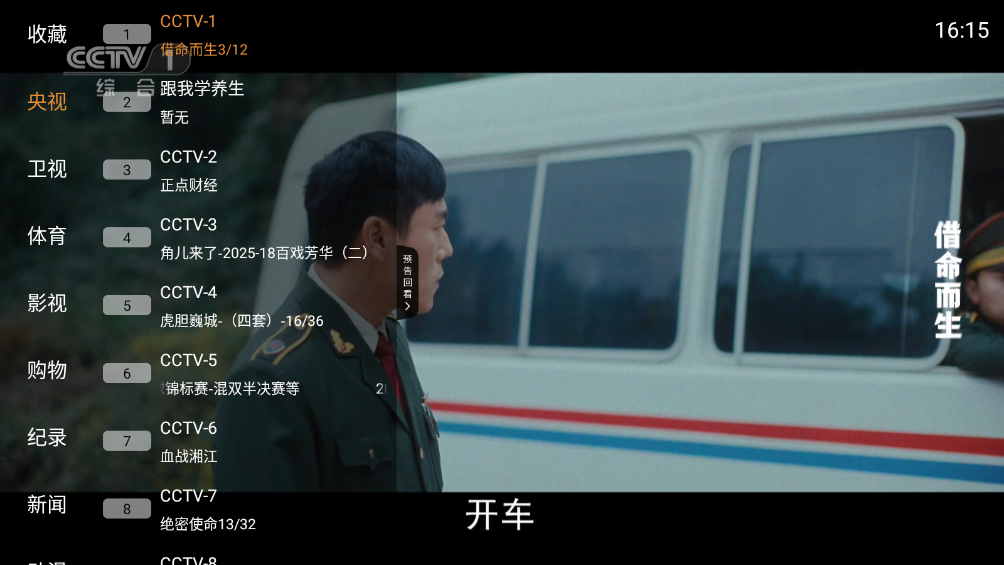 收藏
央视
卫视
体育
影视
购物
纪录
新闻
1
CCTV-1
借命而生3/12
CCTV 1
综合
2
跟我学养生
暂无
3
CCTV-2
正点财经
4
CCTV-3
角儿来了-2025-18百戏芳华（二）
5
CCTV-4
虎胆巍城-（四套）-16/36
6
CCTV-5
锦标赛-混双半决赛等
2
7
CCTV-6
血战湘江
8
CCTV-7
绝密使命13/32
CCTV-8
预告回看
16:15
借命而生
开车